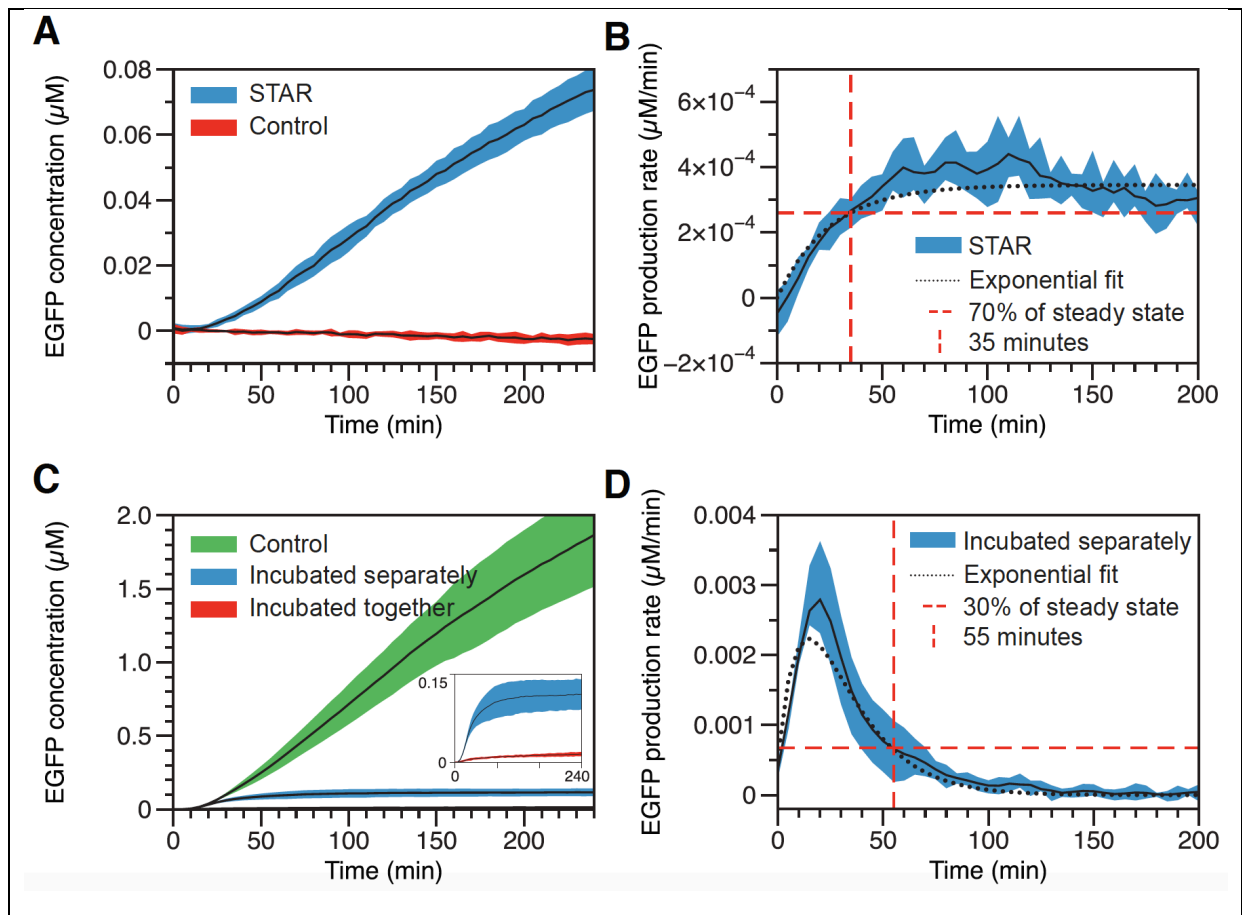 A
EGFP concentration (µM)
0.08
0.06
0.04
0.02
0
STAR
Control
0 50 100 150 200
Time (min)
B
EGFP production rate (µM/min)
6×10⁻⁴
4×10⁻⁴
2×10⁻⁴
0
−2×10⁻⁴
STAR
Exponential fit
70% of steady state
35 minutes
0 50 100 150 200
Time (min)
C
EGFP concentration (µM)
2.0
1.5
1.0
0.5
0
Control
Incubated separately
Incubated together
0.15
0
0 240
0 50 100 150 200
Time (min)
D
EGFP production rate (µM/min)
0.004
0.003
0.002
0.001
0
Incubated separately
Exponential fit
30% of steady state
55 minutes
0 50 100 150 200
Time (min)